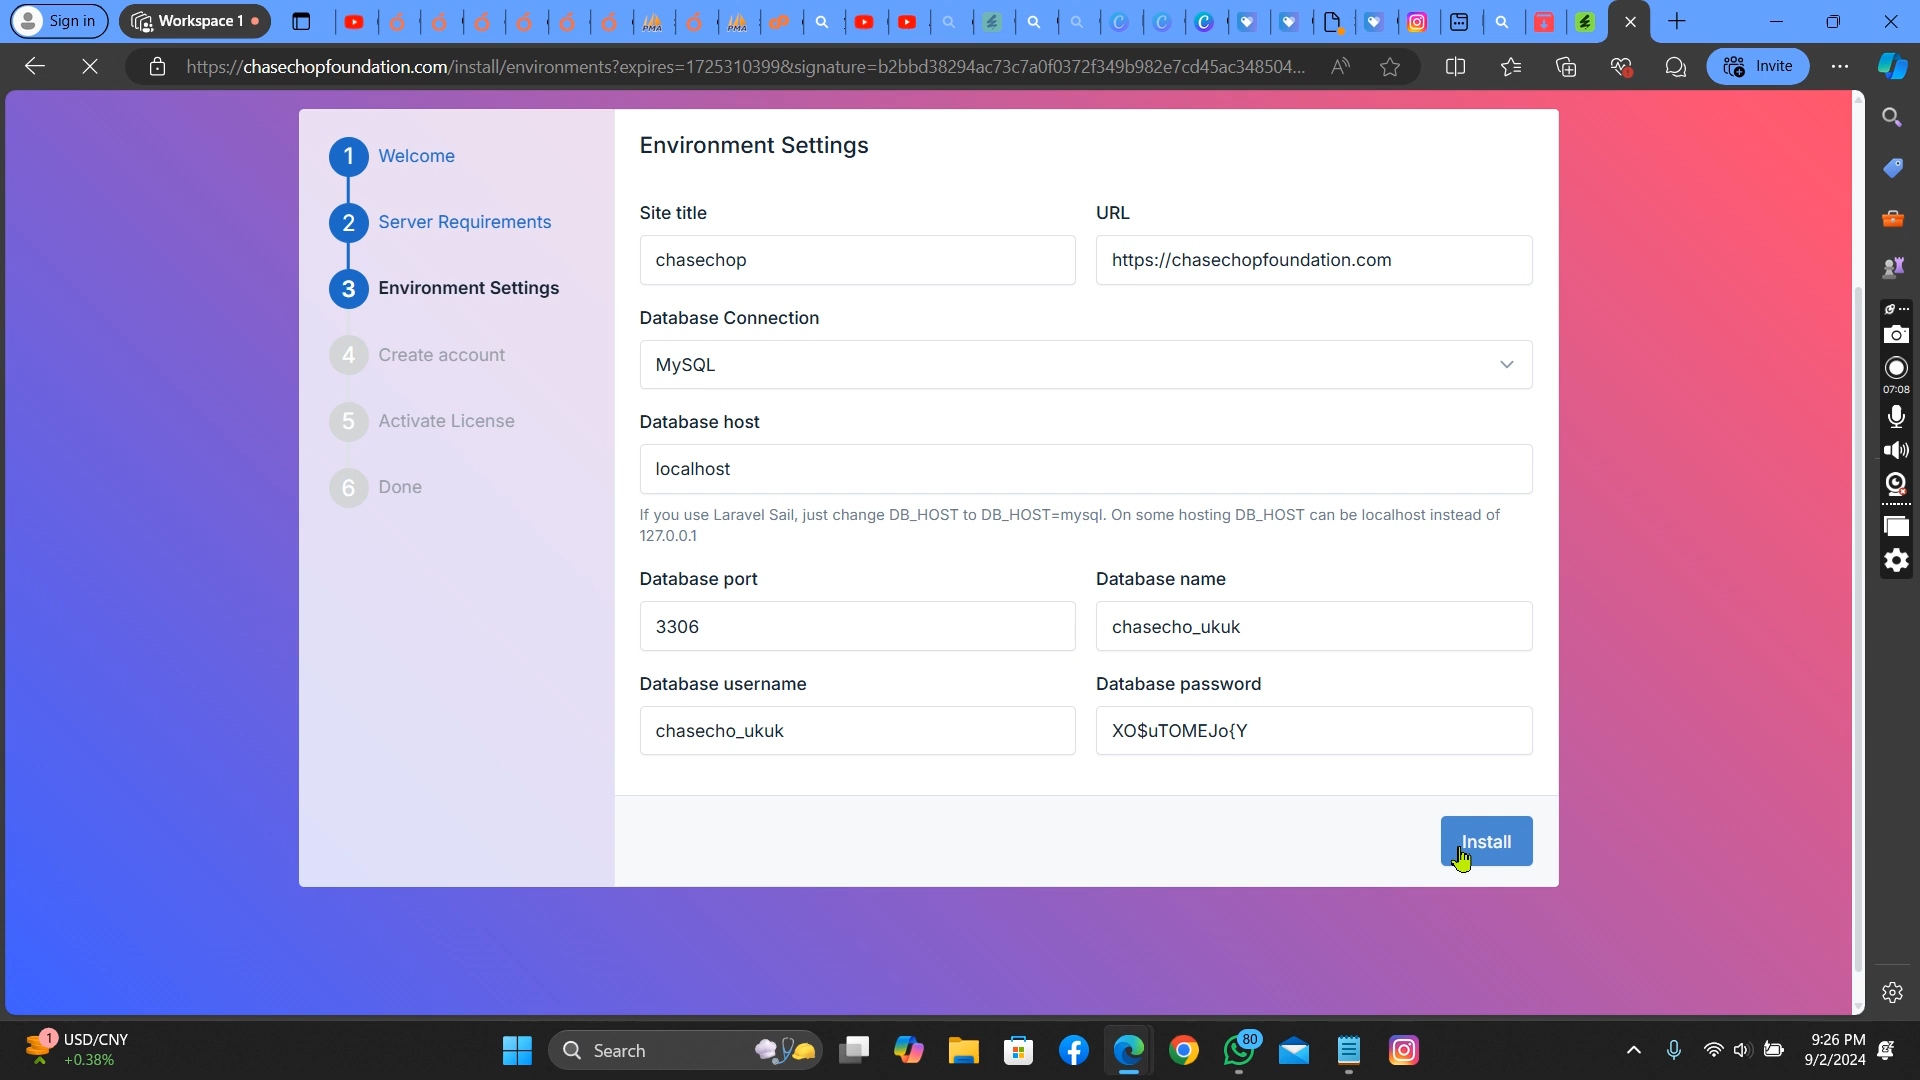 Sign in
Workspace 1
https://chasechopfoundation.com/install/environments?expires=1725310399&signature=b2bbd38294ac73c7a0f0372f349b982e7cd45ac348504...
Invite
1 Welcome
2 Server Requirements
3 Environment Settings
4 Create account
5 Activate License
6 Done
Environment Settings
Site title
URL
chasechop
https://chasechopfoundation.com
Database Connection
MySQL
Database host
localhost
If you use Laravel Sail, just change DB_HOST to DB_HOST=mysql. On some hosting DB_HOST can be localhost instead of
127.0.0.1
Database port
Database name
3306
chasecho_ukuk
Database username
Database password
chasecho_ukuk
XO$uTOMEJo{Y
Install
07:08
1
USD/CNY
+0.38%
Search
80
9:26 PM
9/2/2024